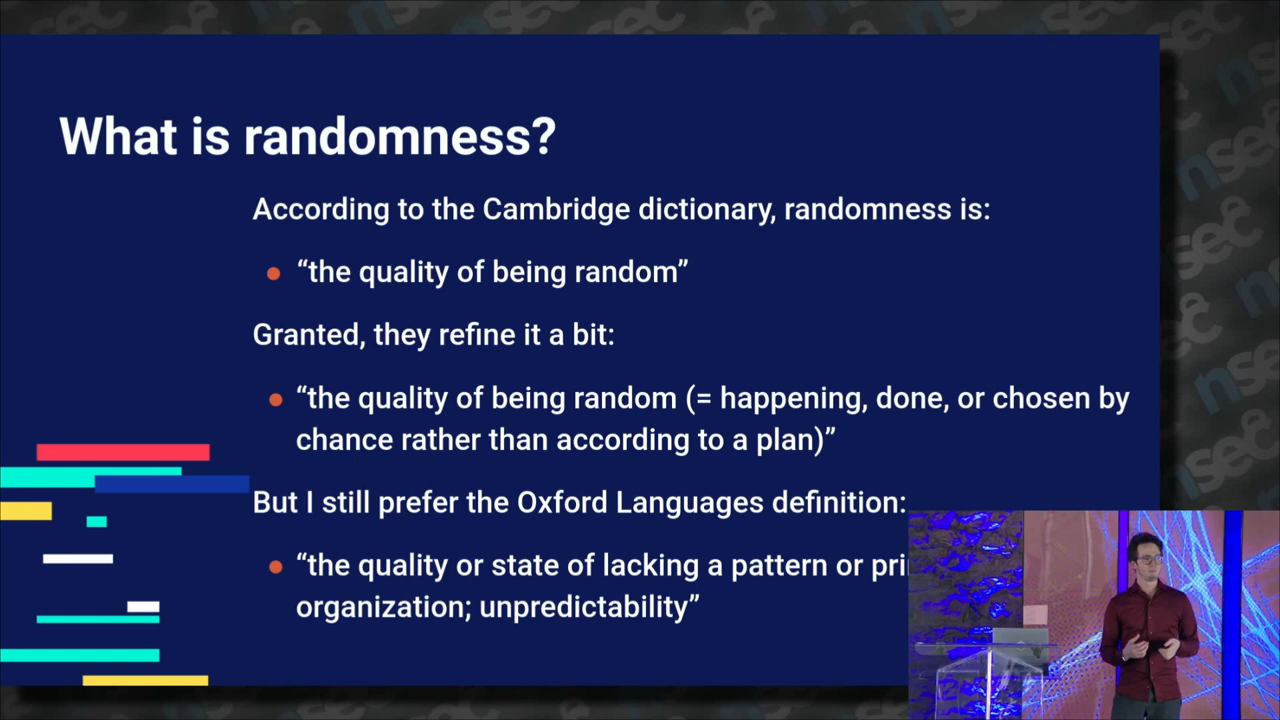 What is randomness?
According to the Cambridge dictionary, randomness is:
“the quality of being random”
Granted, they refine it a bit:
“the quality of being random (= happening, done, or chosen by
chance rather than according to a plan)”
But I still prefer the Oxford Languages definition:
“the quality or state of lacking a pattern or
organization; unpredictability”
nsec